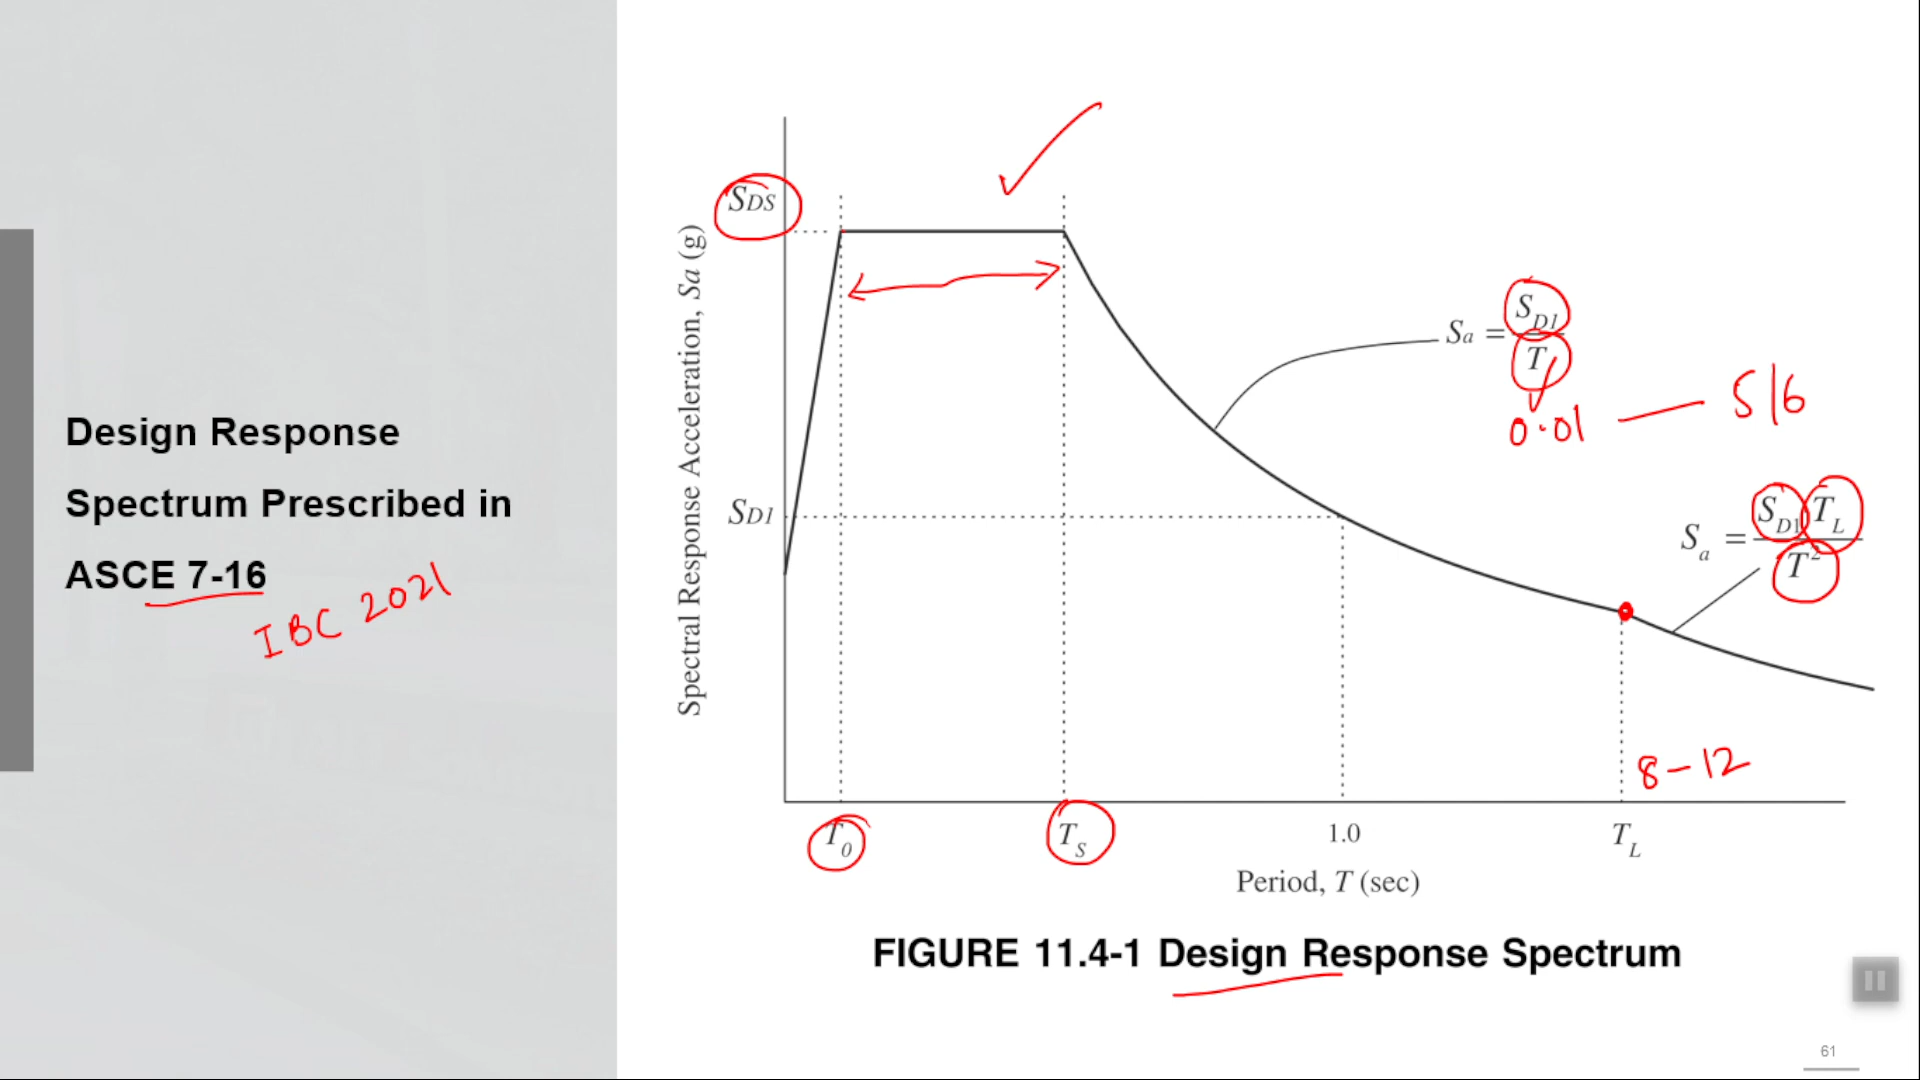 Design Response
Spectrum Prescribed in
ASCE 7-16
IBC 2021
Spectral Response Acceleration, Sa (g)
SDS
SD1
Sa = SD1 / T
0.01 — 5/6
Sa = SD1 TL / T²
8-12
T0
TS
1.0
TL
Period, T (sec)
FIGURE 11.4-1 Design Response Spectrum
61